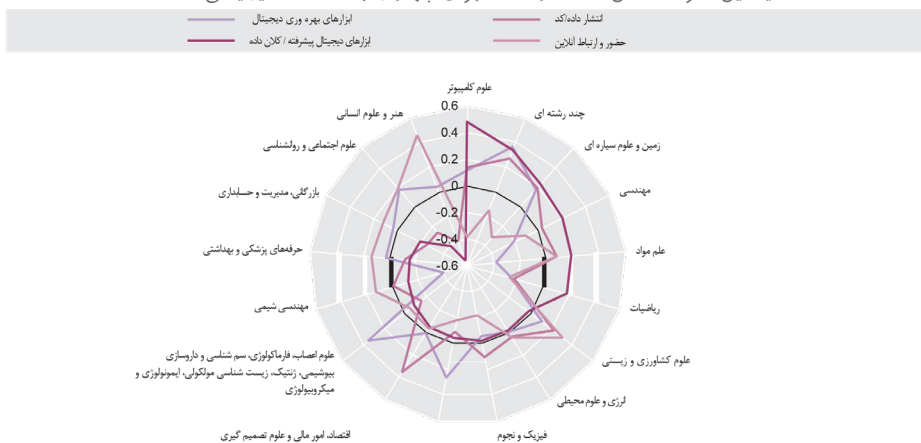 انتشار داده/کد
ابزارهای بهره وری دیجیتال
حضور و ارتباط آنلاین
ابزارهای دیجیتال پیشرفته / کلان داده
علوم کامپیوتر
چند رشته ای
زمین و علوم سیاره ای
مهندسی
علم مواد
ریاضیات
علوم کشاورزی و زیستی
انرژی و علوم محیطی
فیزیک و نجوم
اقتصاد، امور مالی و علوم تصمیم گیری
علوم اعصاب، فارماکولوژی، سم شناسی و داروسازی
بیوشیمی، ژنتیک، زیست شناسی مولکولی، ایمونولوژی و
میکروبیولوژی
مهندسی شیمی
حرفه‌های پزشکی و بهداشتی
بازرگانی، مدیریت و حسابداری
علوم اجتماعی و روانشناسی
هنر و علوم انسانی
0.6
0.4
0.2
0
-0.2
-0.4
-0.6